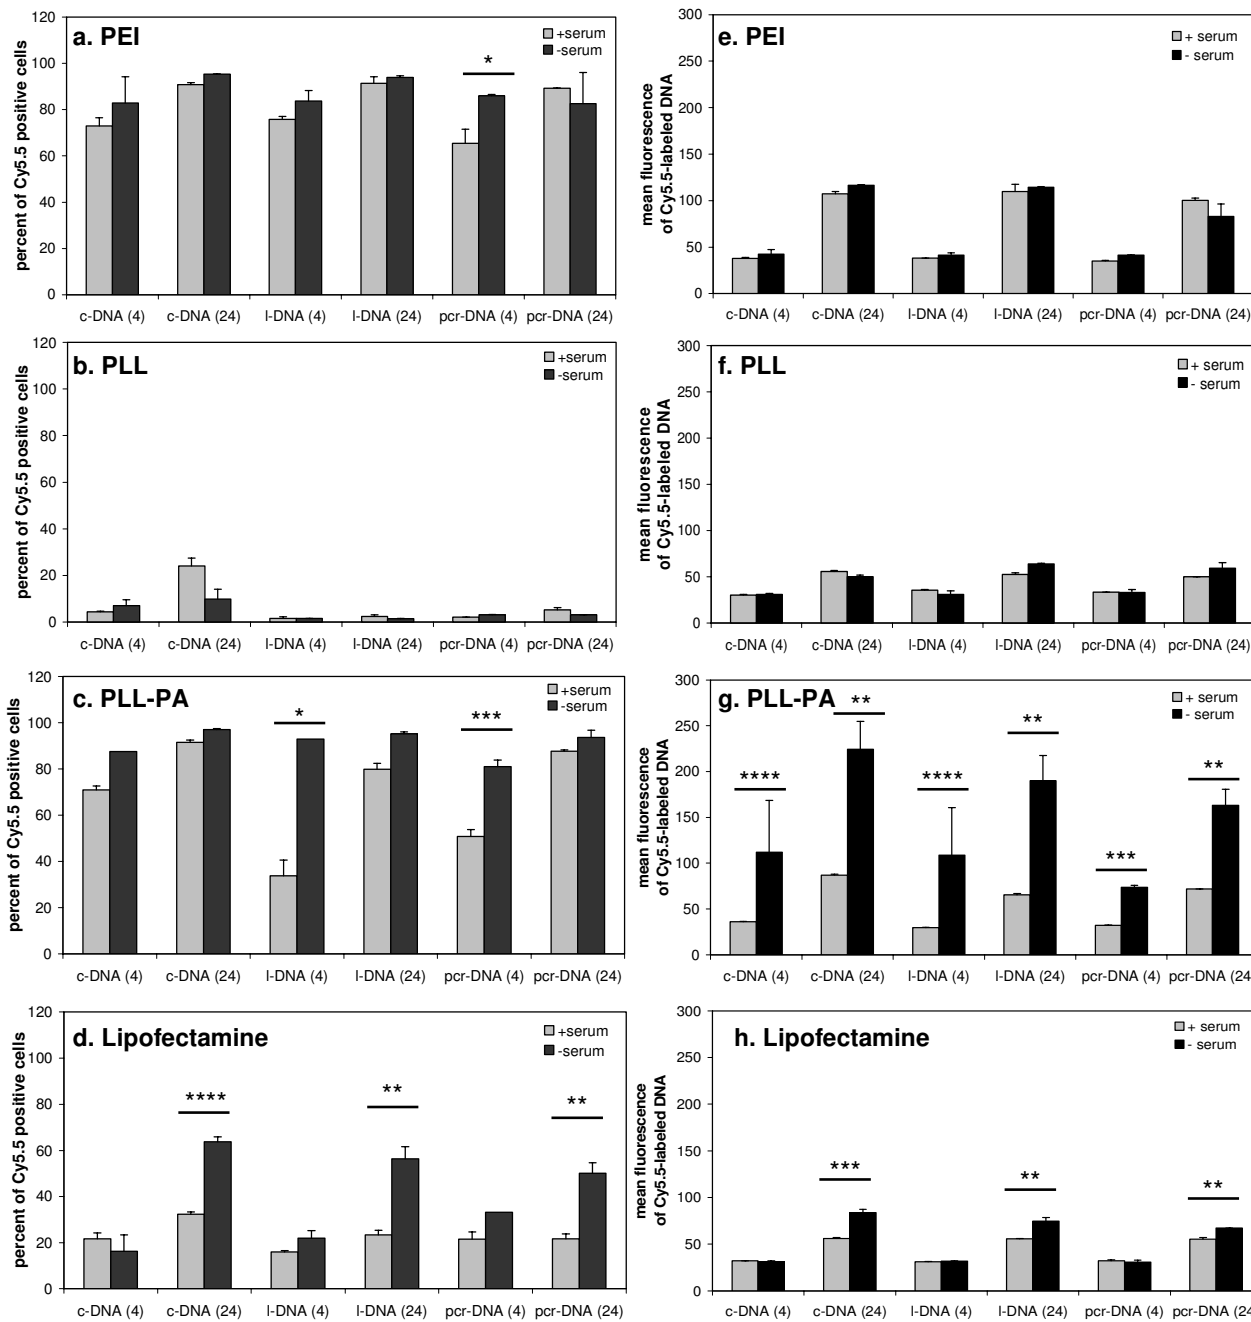 a. PEI
+serum
-serum
percent of Cy5.5 positive cells
120
100
80
60
40
20
0
*
c-DNA (4) c-DNA (24) l-DNA (4) l-DNA (24) pcr-DNA (4) pcr-DNA (24)
e. PEI
+ serum
- serum
mean fluorescence
of Cy5.5-labeled DNA
300
250
200
150
100
50
0
c-DNA (4) c-DNA (24) l-DNA (4) l-DNA (24) pcr-DNA (4) pcr-DNA (24)
b. PLL
+serum
-serum
percent of Cy5.5 positive cells
120
100
80
60
40
20
0
c-DNA (4) c-DNA (24) l-DNA (4) l-DNA (24) pcr-DNA (4) pcr-DNA (24)
f. PLL
+ serum
- serum
mean fluorescence
of Cy5.5-labeled DNA
300
250
200
150
100
50
0
c-DNA (4) c-DNA (24) l-DNA (4) l-DNA (24) pcr-DNA (4) pcr-DNA (24)
c. PLL-PA
+serum
-serum
percent of Cy5.5 positive cells
120
100
80
60
40
20
0
* ***
c-DNA (4) c-DNA (24) l-DNA (4) l-DNA (24) pcr-DNA (4) pcr-DNA (24)
g. PLL-PA
+ serum
- serum
mean fluorescence
of Cy5.5-labeled DNA
300
250
200
150
100
50
0
**** ** **** ** *** **
c-DNA (4) c-DNA (24) l-DNA (4) l-DNA (24) pcr-DNA (4) pcr-DNA (24
d. Lipofectamine
+serum
-serum
percent of Cy5.5 positive cells
120
100
80
60
40
20
0
**** ** **
c-DNA (4) c-DNA (24) l-DNA (4) l-DNA (24) pcr-DNA (4) pcr-DNA (24)
h. Lipofectamine
+ serum
- serum
mean fluorescence
of Cy5.5-labeled DNA
300
250
200
150
100
50
0
*** ** **
c-DNA (4) c-DNA (24) l-DNA (4) l-DNA (24) pcr-DNA (4) pcr-DNA (24